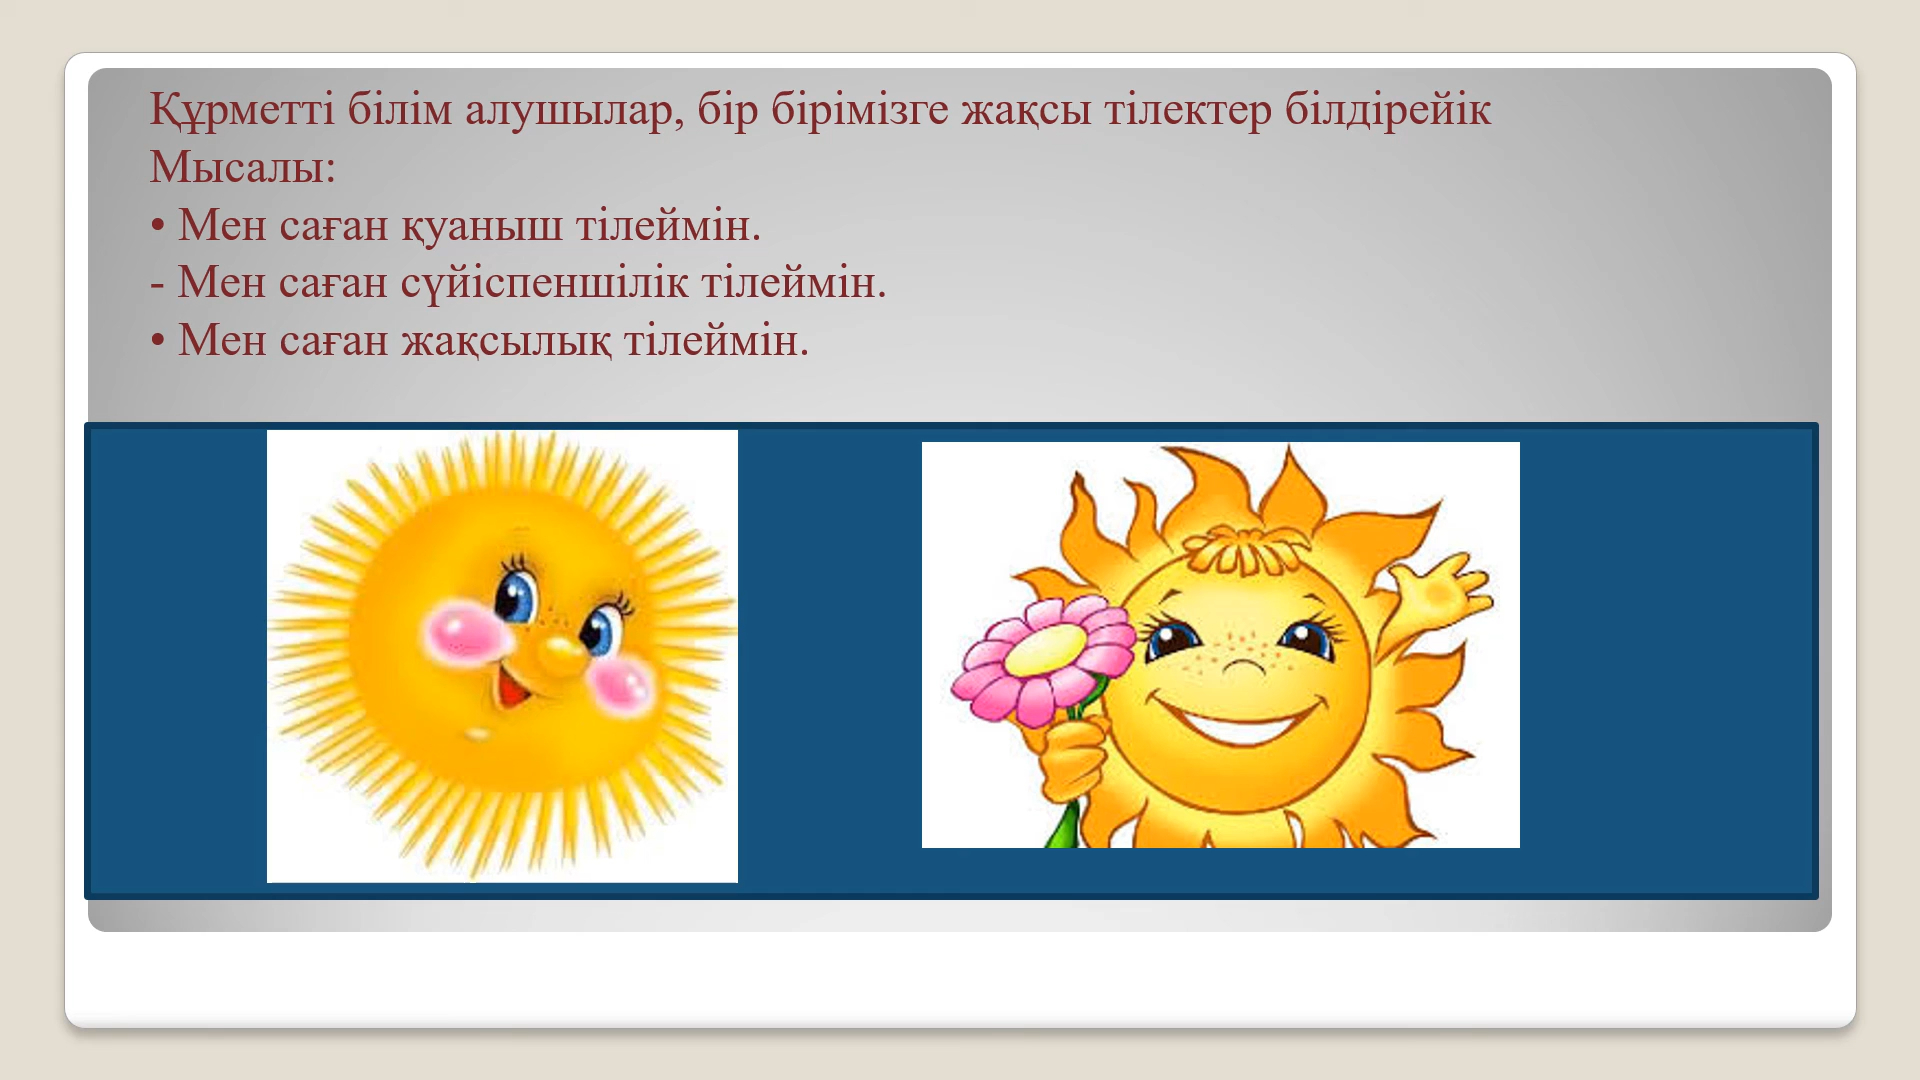 Құрметті білім алушылар, бір бірімізге жақсы тілектер білдірейік
Мысалы:
• Мен саған қуаныш тілеймін.
- Мен саған сүйіспеншілік тілеймін.
• Мен саған жақсылық тілеймін.